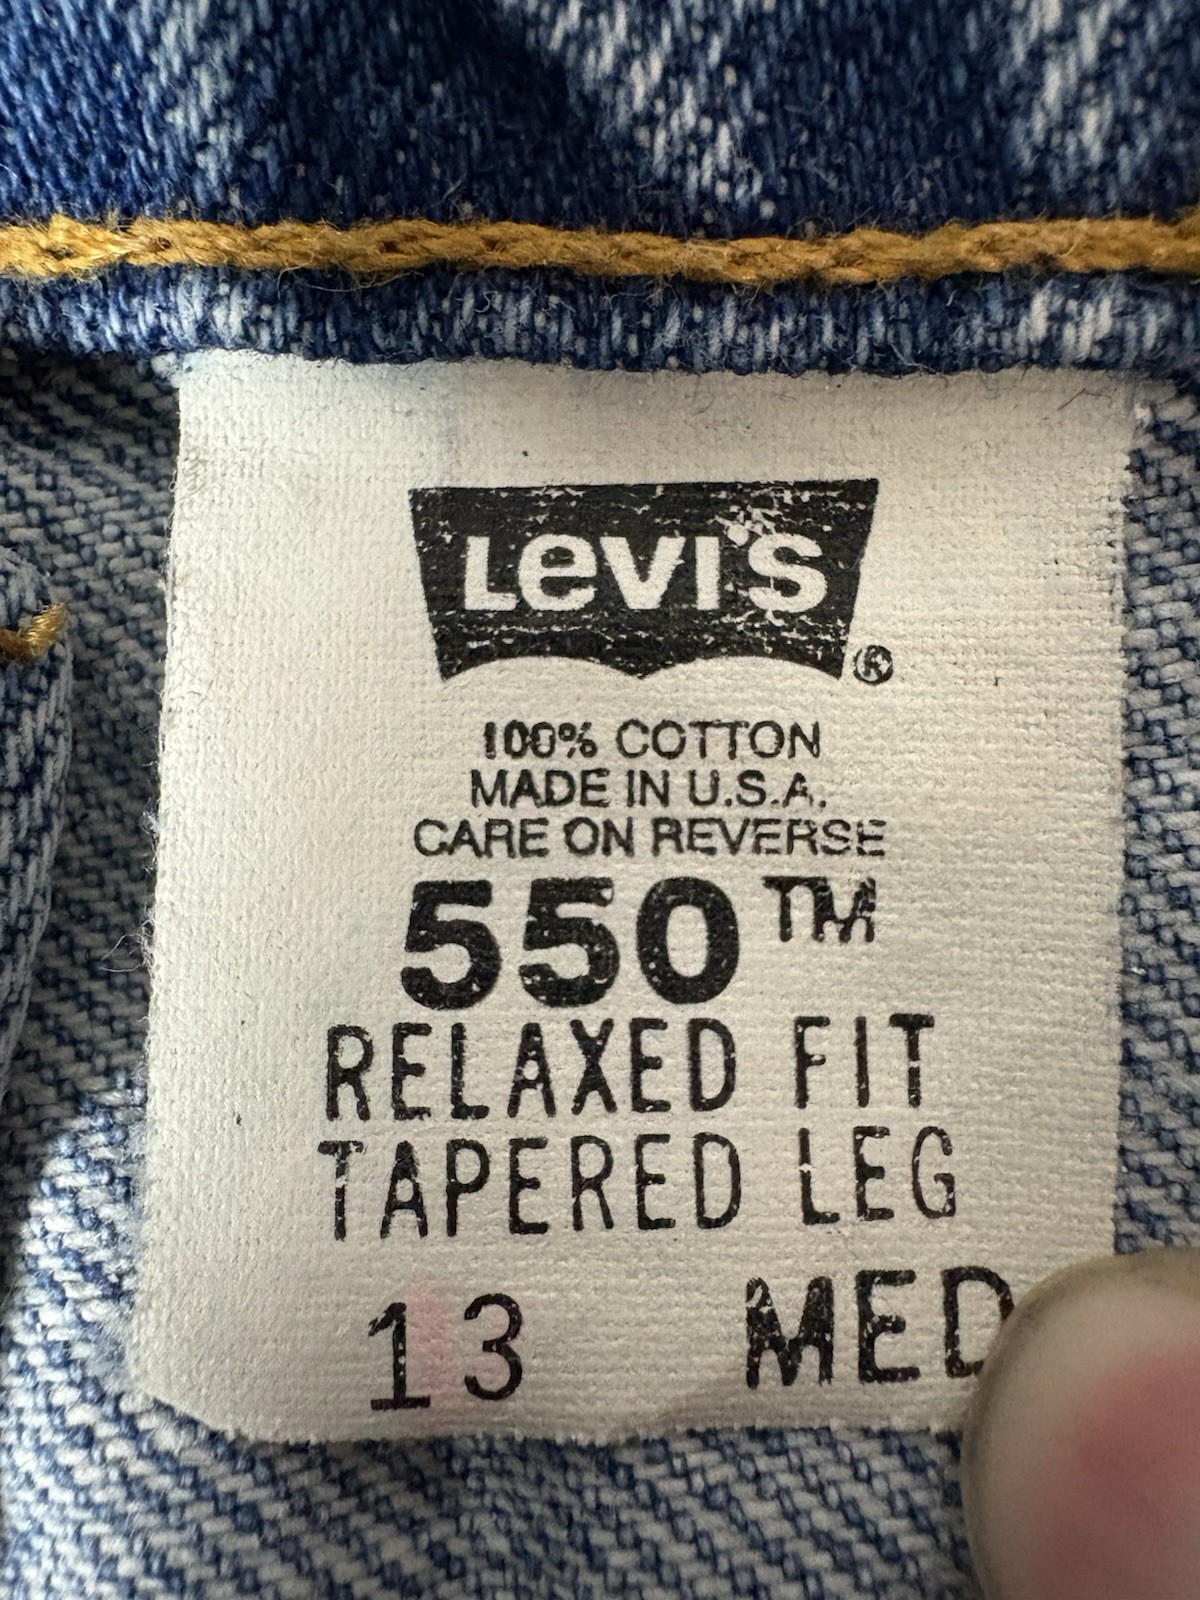 Levi's ®
100% COTTON
MADE IN U.S.A.
CARE ON REVERSE
550™
RELAXED FIT
TAPERED LEG
13 MED